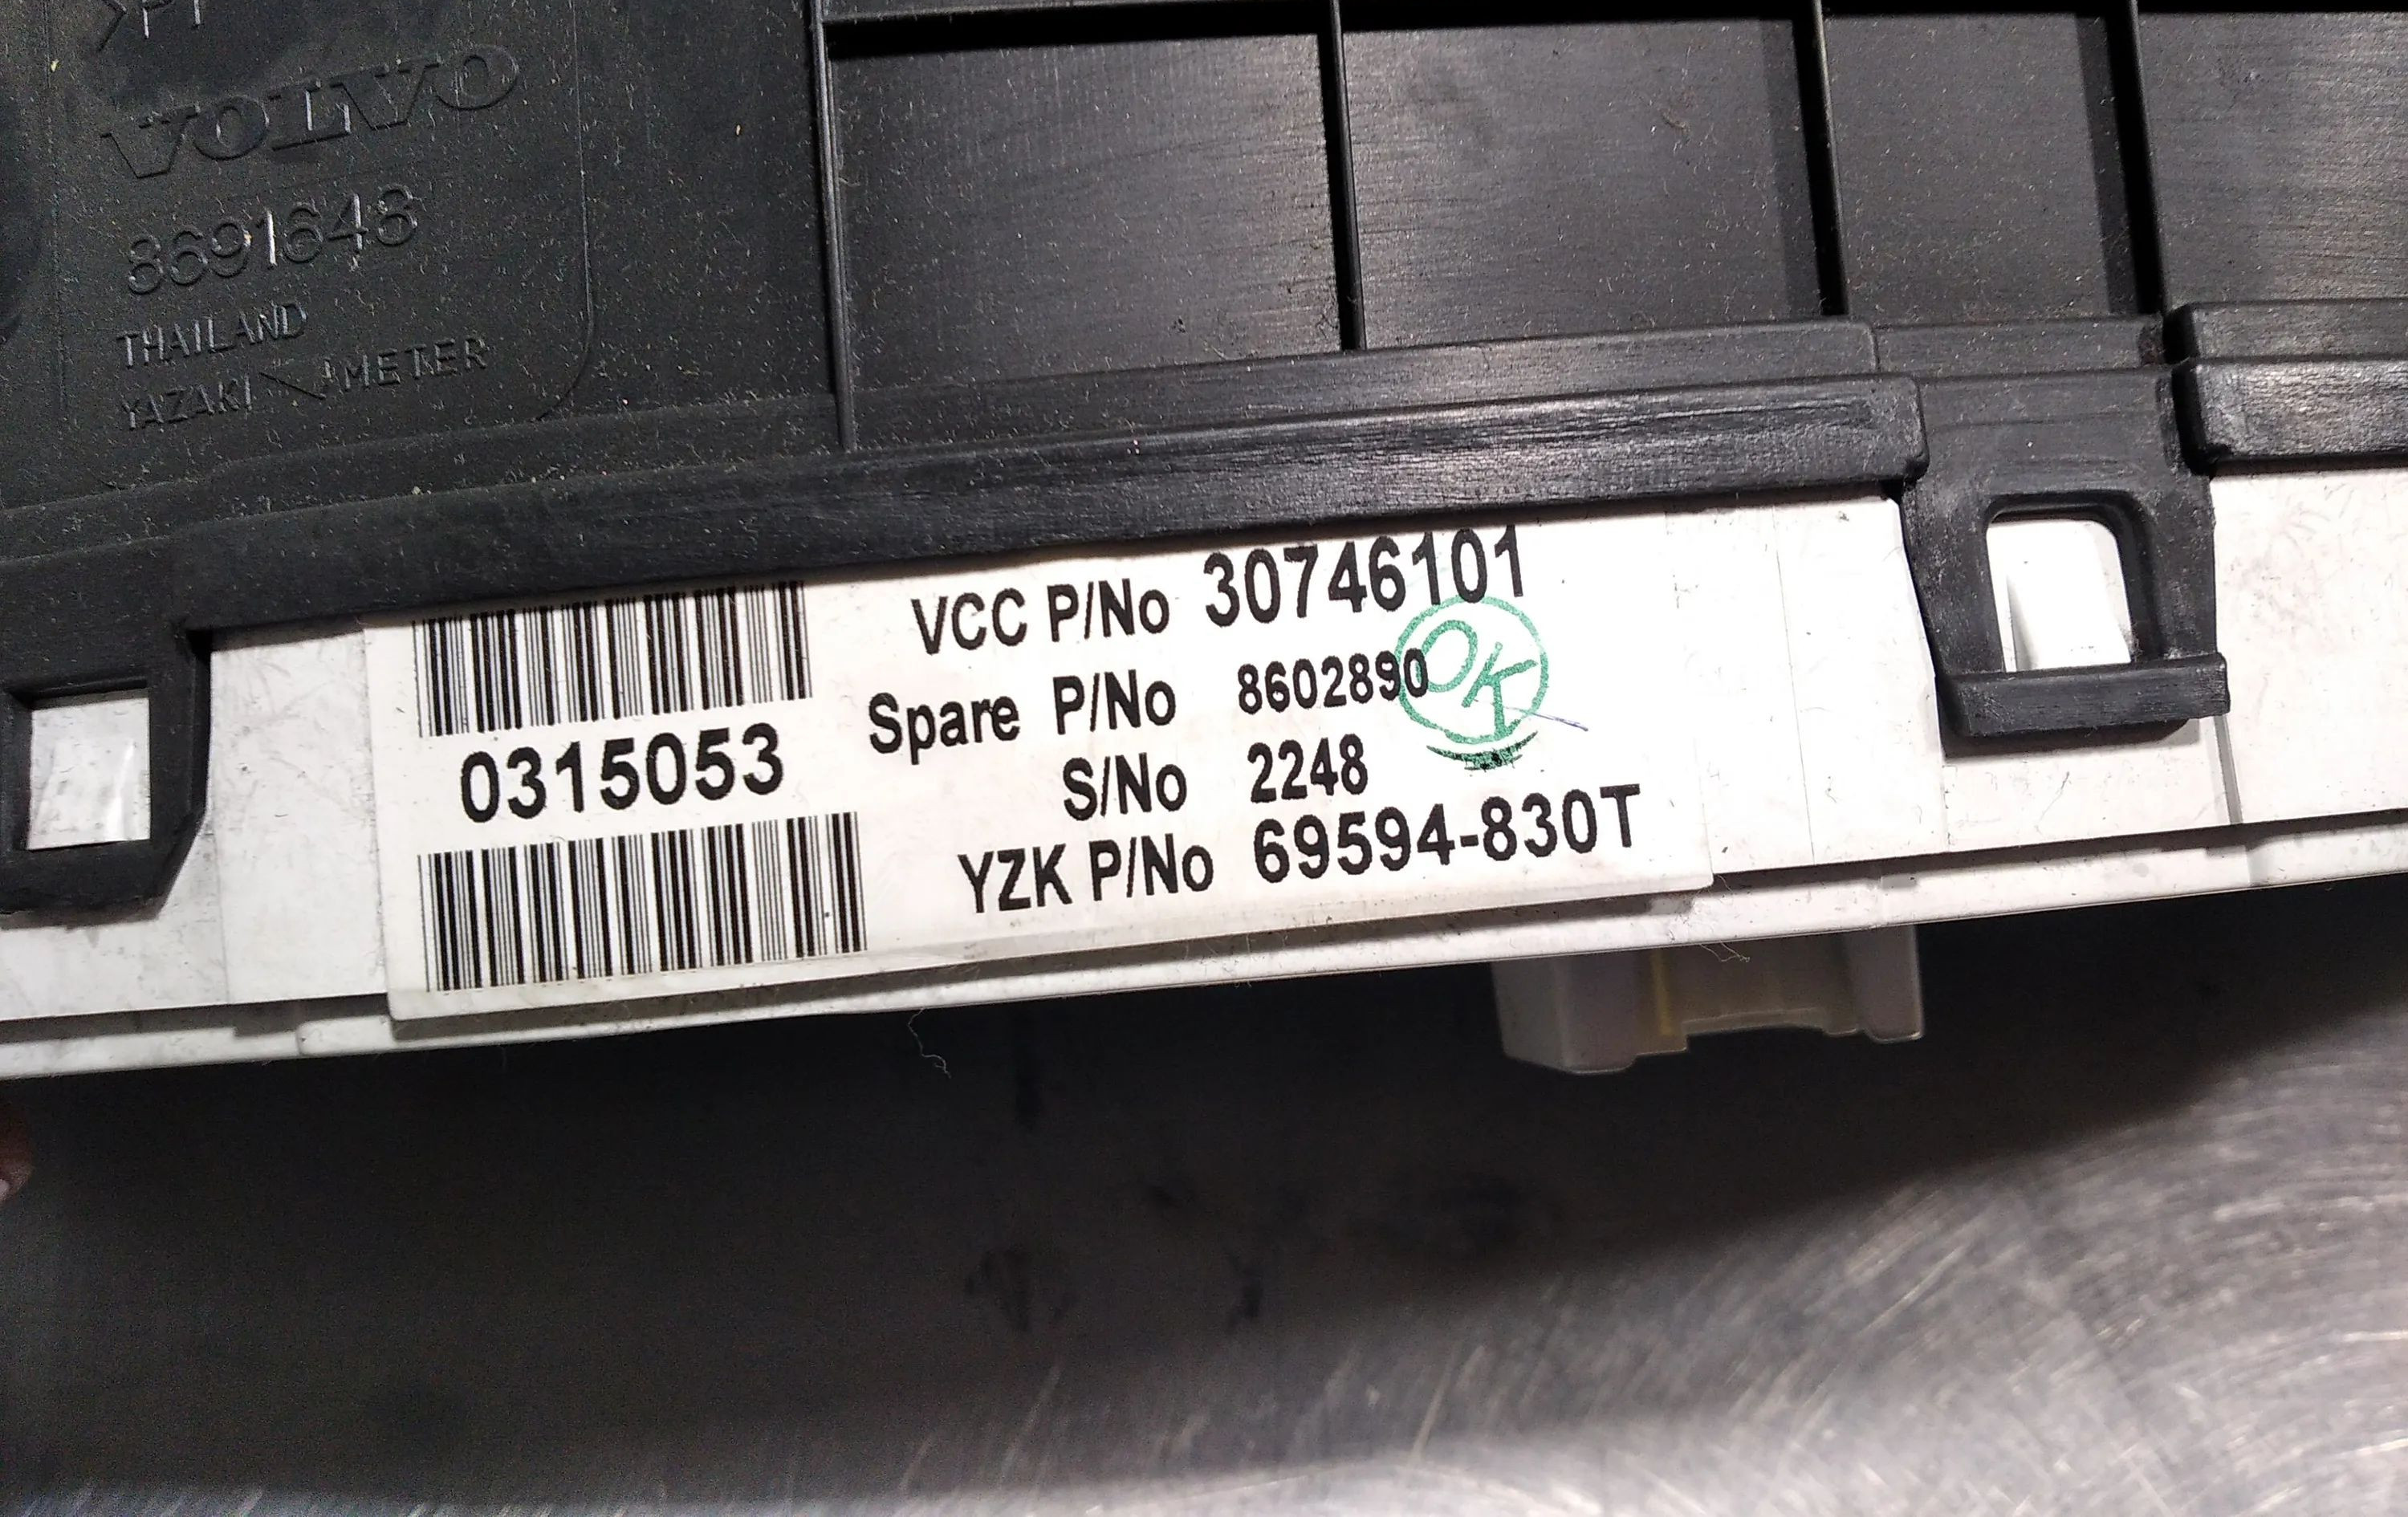 VOLVO
8691648
THAILAND
YAZAKI METER
0315053
VCC P/No 30746101
Spare P/No 8602890
OK
S/No 2248
YZK P/No 69594-830T